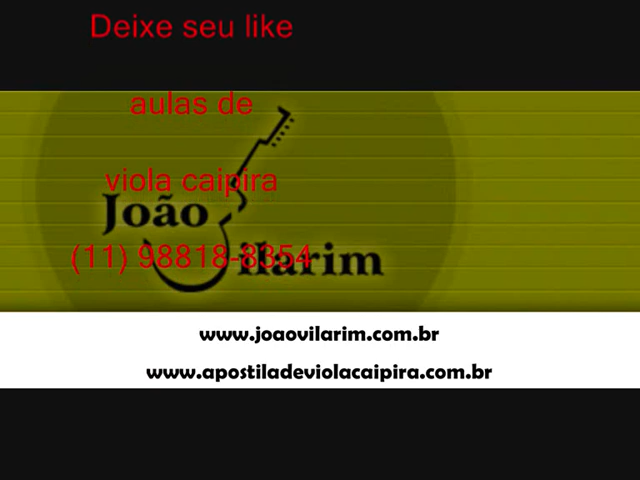 Deixe seu like
aulas de
viola caipira
João
(11) 98818-8354
Vilarim
www.joaovilarim.com.br
www.apostiladeviolacaipira.com.br